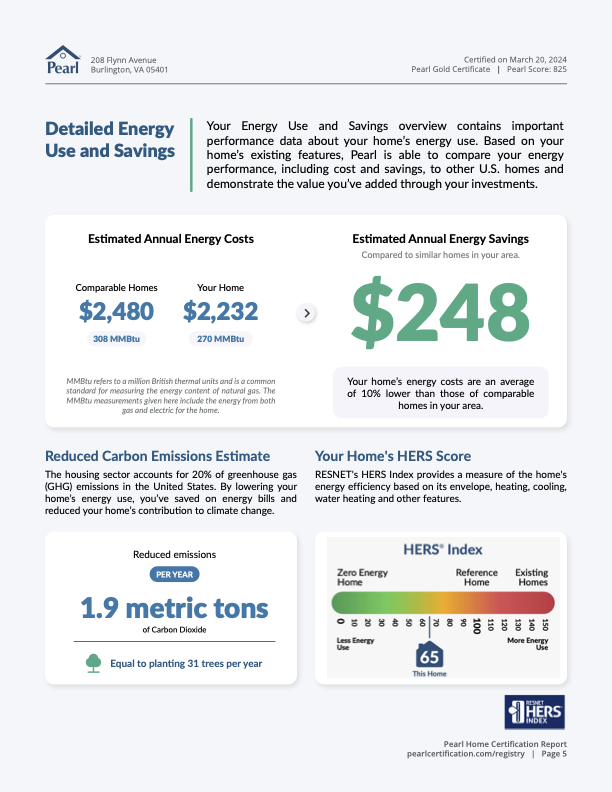 Pearl
208 Flynn Avenue
Burlington, VA 05401
Certified on March 20, 2024
Pearl Gold Certificate | Pearl Score: 825
Detailed Energy
Use and Savings
Your Energy Use and Savings overview contains important
performance data about your home's energy use. Based on your
home's existing features, Pearl is able to compare your energy
performance, including cost and savings, to other U.S. homes and
demonstrate the value you've added through your investments.
Estimated Annual Energy Costs
Comparable Homes
$2,480
308 MMBtu
Your Home
$2,232
270 MMBtu
MMBtu refers to a million British thermal units and is a common
standard for measuring the energy content of natural gas. The
MMBtu measurements given here include the energy from both
gas and electric for the home.
Estimated Annual Energy Savings
Compared to similar homes in your area.
$248
Your home's energy costs are an average
of 10% lower than those of comparable
homes in your area.
Reduced Carbon Emissions Estimate
The housing sector accounts for 20% of greenhouse gas
(GHG) emissions in the United States. By lowering your
home's energy use, you've saved on energy bills and
reduced your home's contribution to climate change.
Reduced emissions
PER YEAR
1.9 metric tons
of Carbon Dioxide
Equal to planting 31 trees per year
Your Home's HERS Score
RESNET's HERS Index provides a measure of the home's
energy efficiency based on its envelope, heating, cooling,
water heating and other features.
HERS® Index
Zero Energy
Home
Reference
Home
Existing
Homes
0 10 20 30 40 50 60 70 80 90 100 110 120 130 140 150
Less Energy
Use
More Energy
Use
65
This Home
RESNET
HERS
INDEX
Pearl Home Certification Report
pearlcertification.com/registry | Page 5